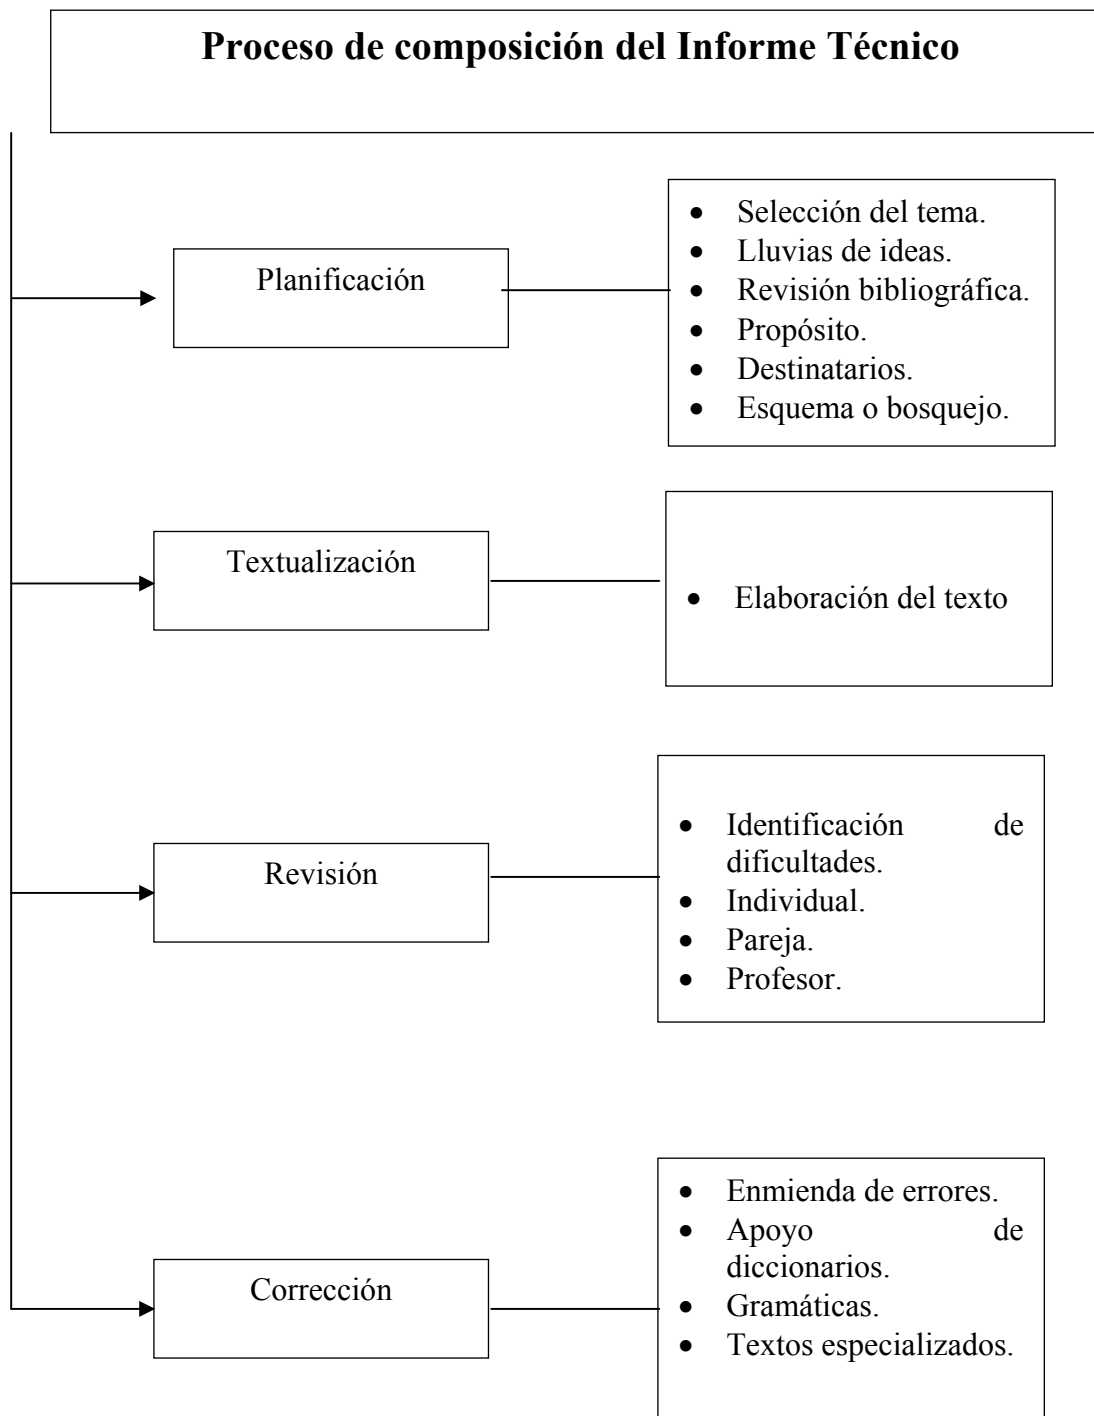 Proceso de composición del Informe Técnico
Planificación
• Selección del tema.
• Lluvias de ideas.
• Revisión bibliográfica.
• Propósito.
• Destinatarios.
• Esquema o bosquejo.
Textualización
• Elaboración del texto
Revisión
• Identificación de
dificultades.
• Individual.
• Pareja.
• Profesor.
Corrección
• Enmienda de errores.
• Apoyo de
diccionarios.
• Gramáticas.
• Textos especializados.